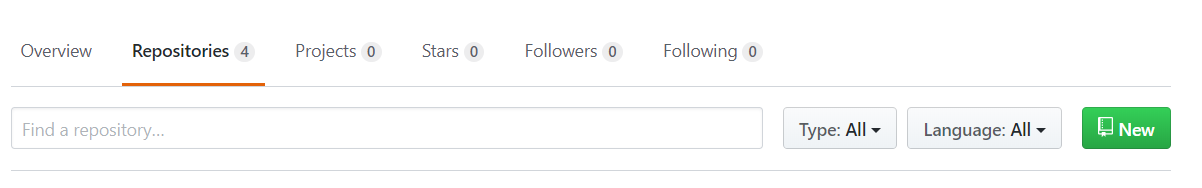 Overview Repositories 4 Projects 0 Stars 0 Followers 0 Following 0
Find a repository... Type: All Language: All New